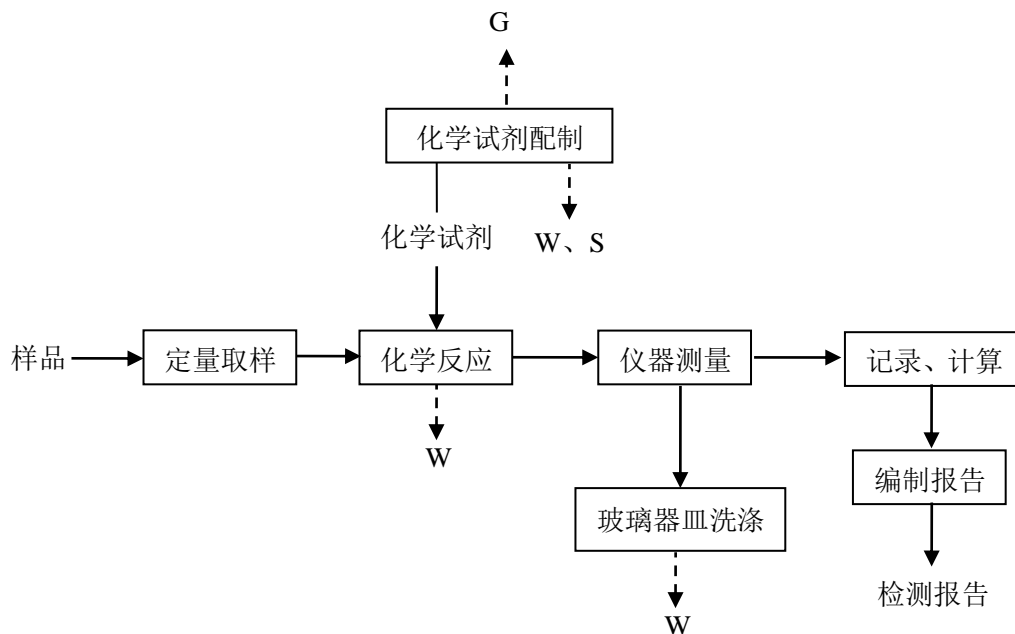 G
化学试剂配制
化学试剂
W、S
样品
定量取样
化学反应
仪器测量
记录、计算
W
编制报告
玻璃器皿洗涤
检测报告
W